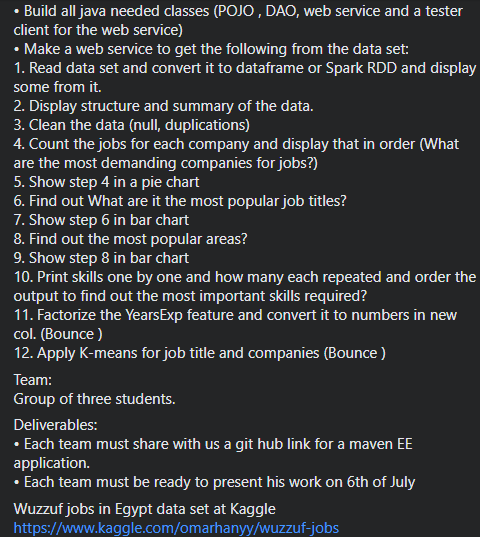 • Build all java needed classes (POJO , DAO, web service and a tester
client for the web service)
• Make a web service to get the following from the data set:
1. Read data set and convert it to dataframe or Spark RDD and display
some from it.
2. Display structure and summary of the data.
3. Clean the data (null, duplications)
4. Count the jobs for each company and display that in order (What
are the most demanding companies for jobs?)
5. Show step 4 in a pie chart
6. Find out What are it the most popular job titles?
7. Show step 6 in bar chart
8. Find out the most popular areas?
9. Show step 8 in bar chart
10. Print skills one by one and how many each repeated and order the
output to find out the most important skills required?
11. Factorize the YearsExp feature and convert it to numbers in new
col. (Bounce )
12. Apply K-means for job title and companies (Bounce )
Team:
Group of three students.
Deliverables:
• Each team must share with us a git hub link for a maven EE
application.
• Each team must be ready to present his work on 6th of July
Wuzzuf jobs in Egypt data set at Kaggle
https://www.kaggle.com/omarhanyy/wuzzuf-jobs